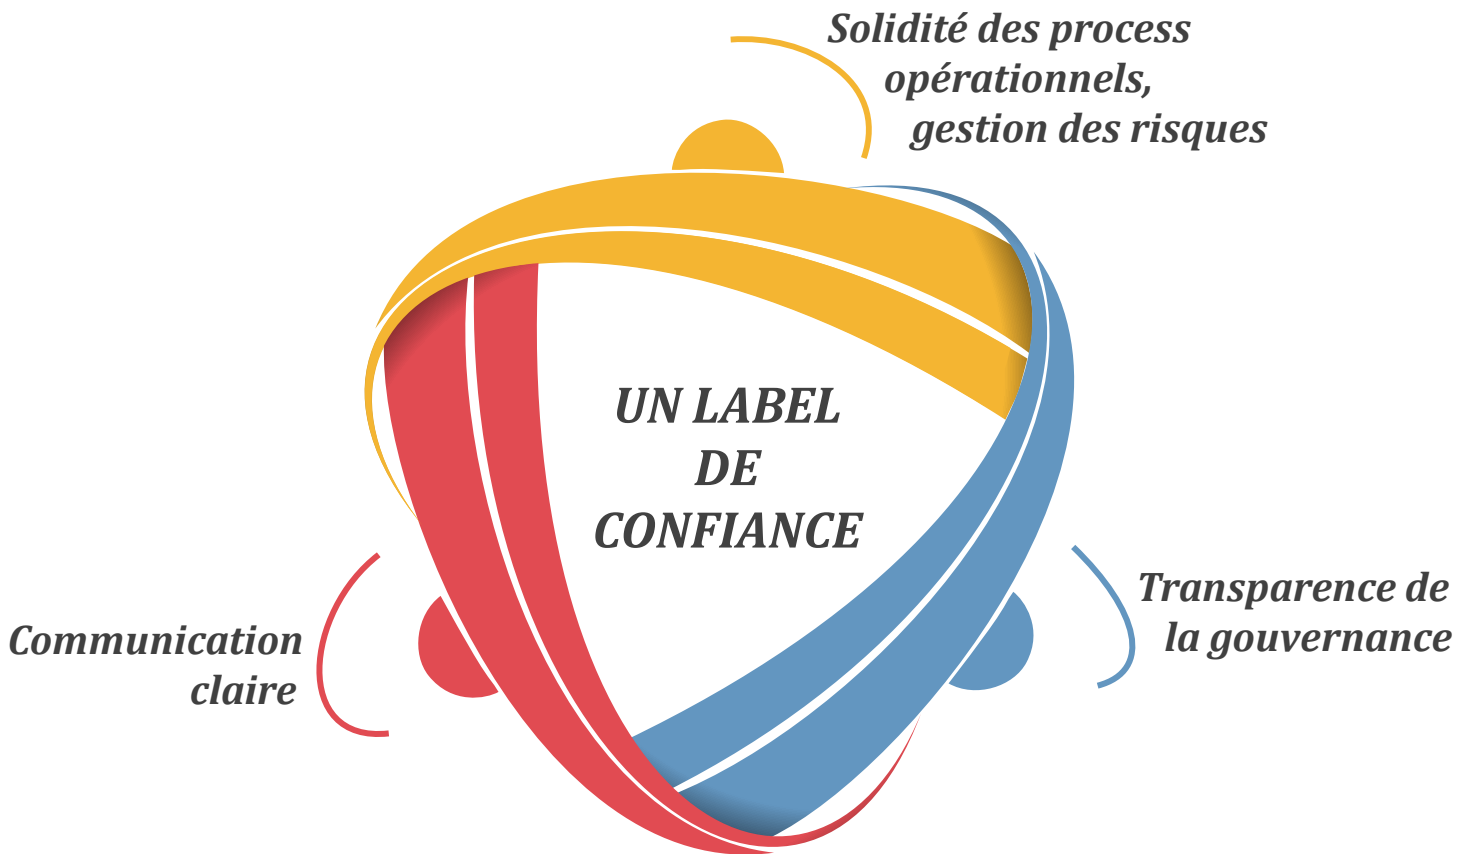 Solidité des process
opérationnels,
gestion des risques
UN LABEL
DE
CONFIANCE
Transparence de
la gouvernance
Communication
claire